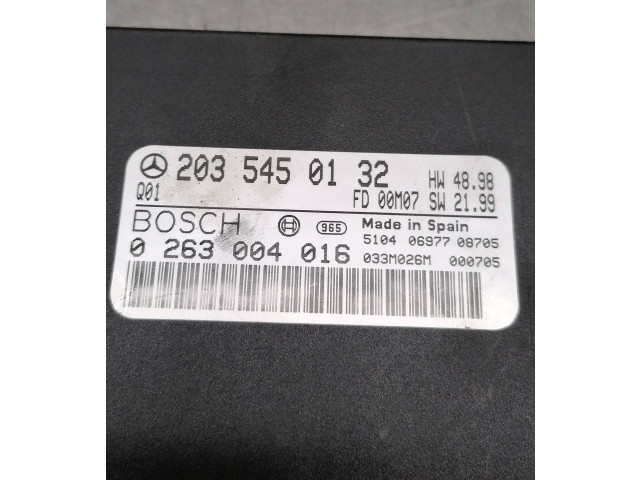 203 545 01 32 HW 48.98
Q01 FD 00M07 SW 21.99
BOSCH 965 Made in Spain
5104 06977 08705
0 263 004 016 033M026M 000705